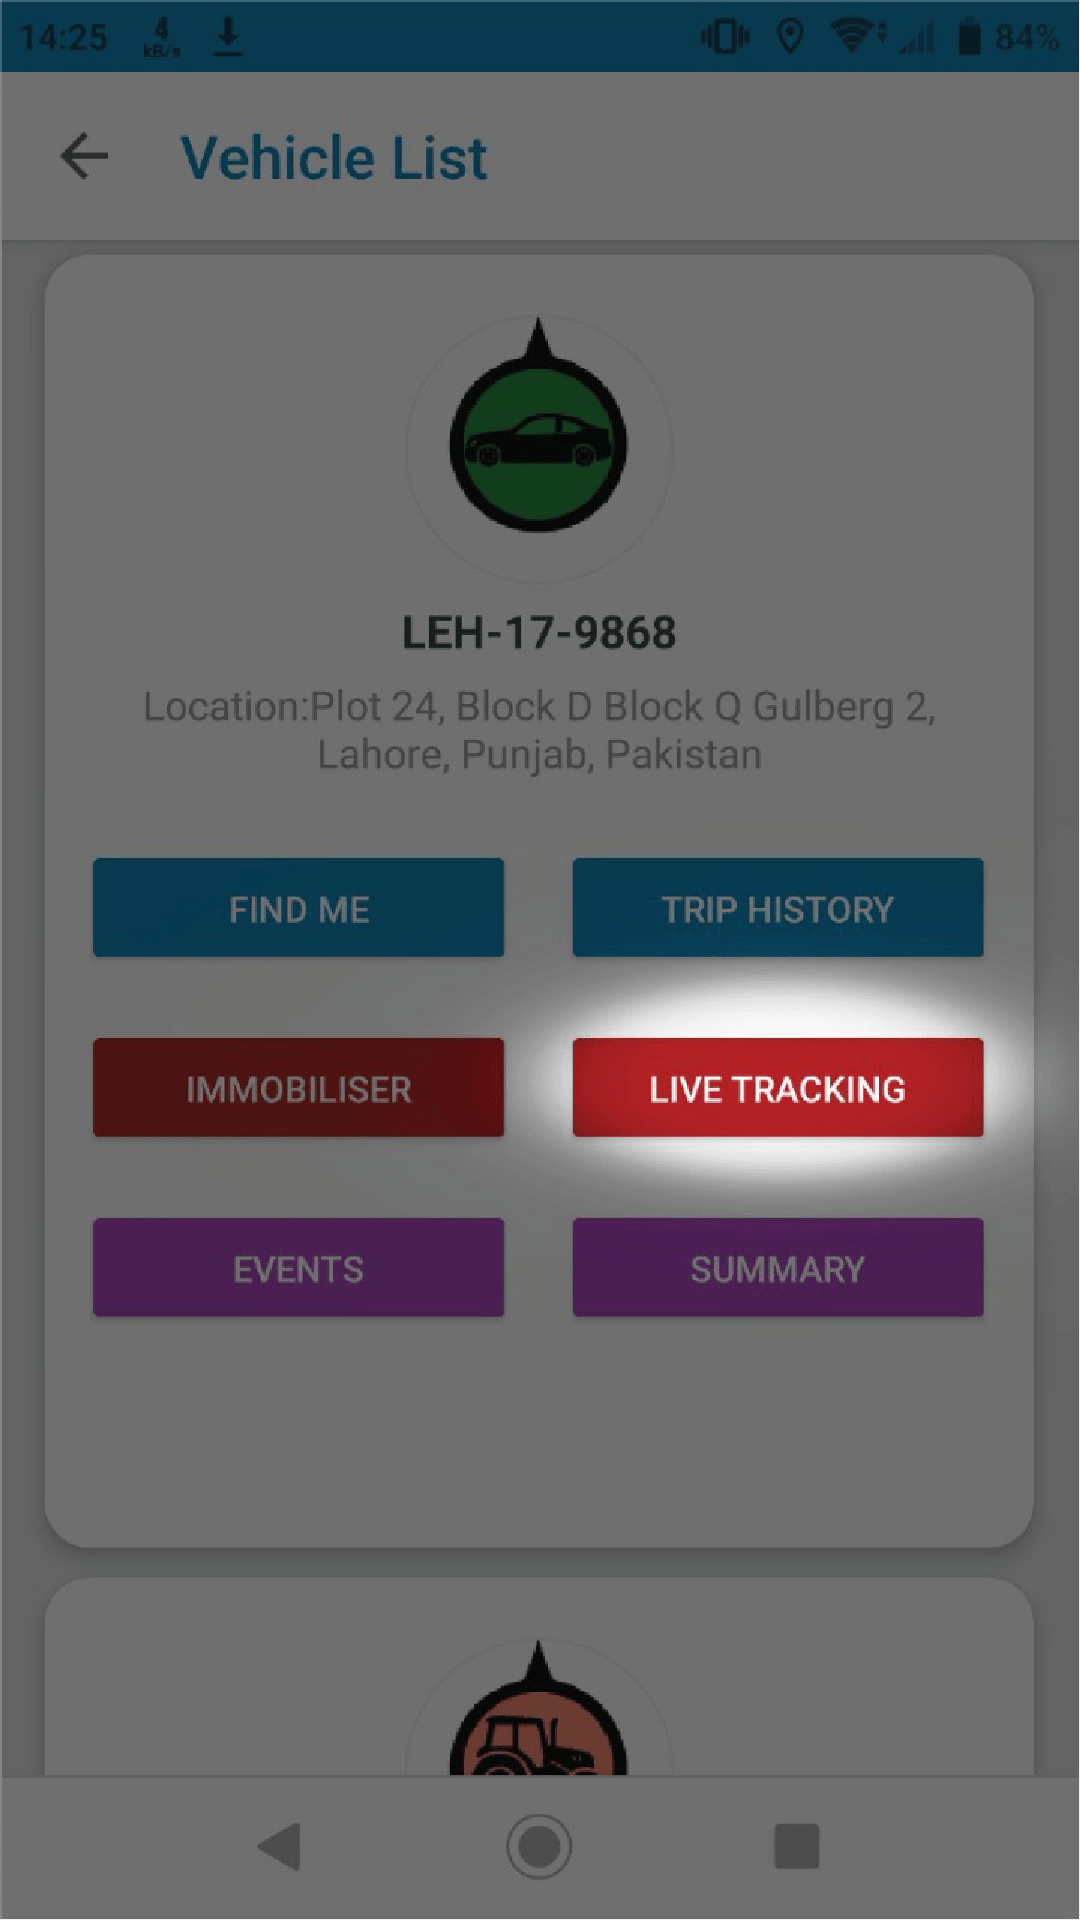 14:25
4
kB/s
84%
Vehicle List
LEH-17-9868
Location:Plot 24, Block D Block Q Gulberg 2,
Lahore, Punjab, Pakistan
FIND ME
TRIP HISTORY
IMMOBILISER
LIVE TRACKING
EVENTS
SUMMARY